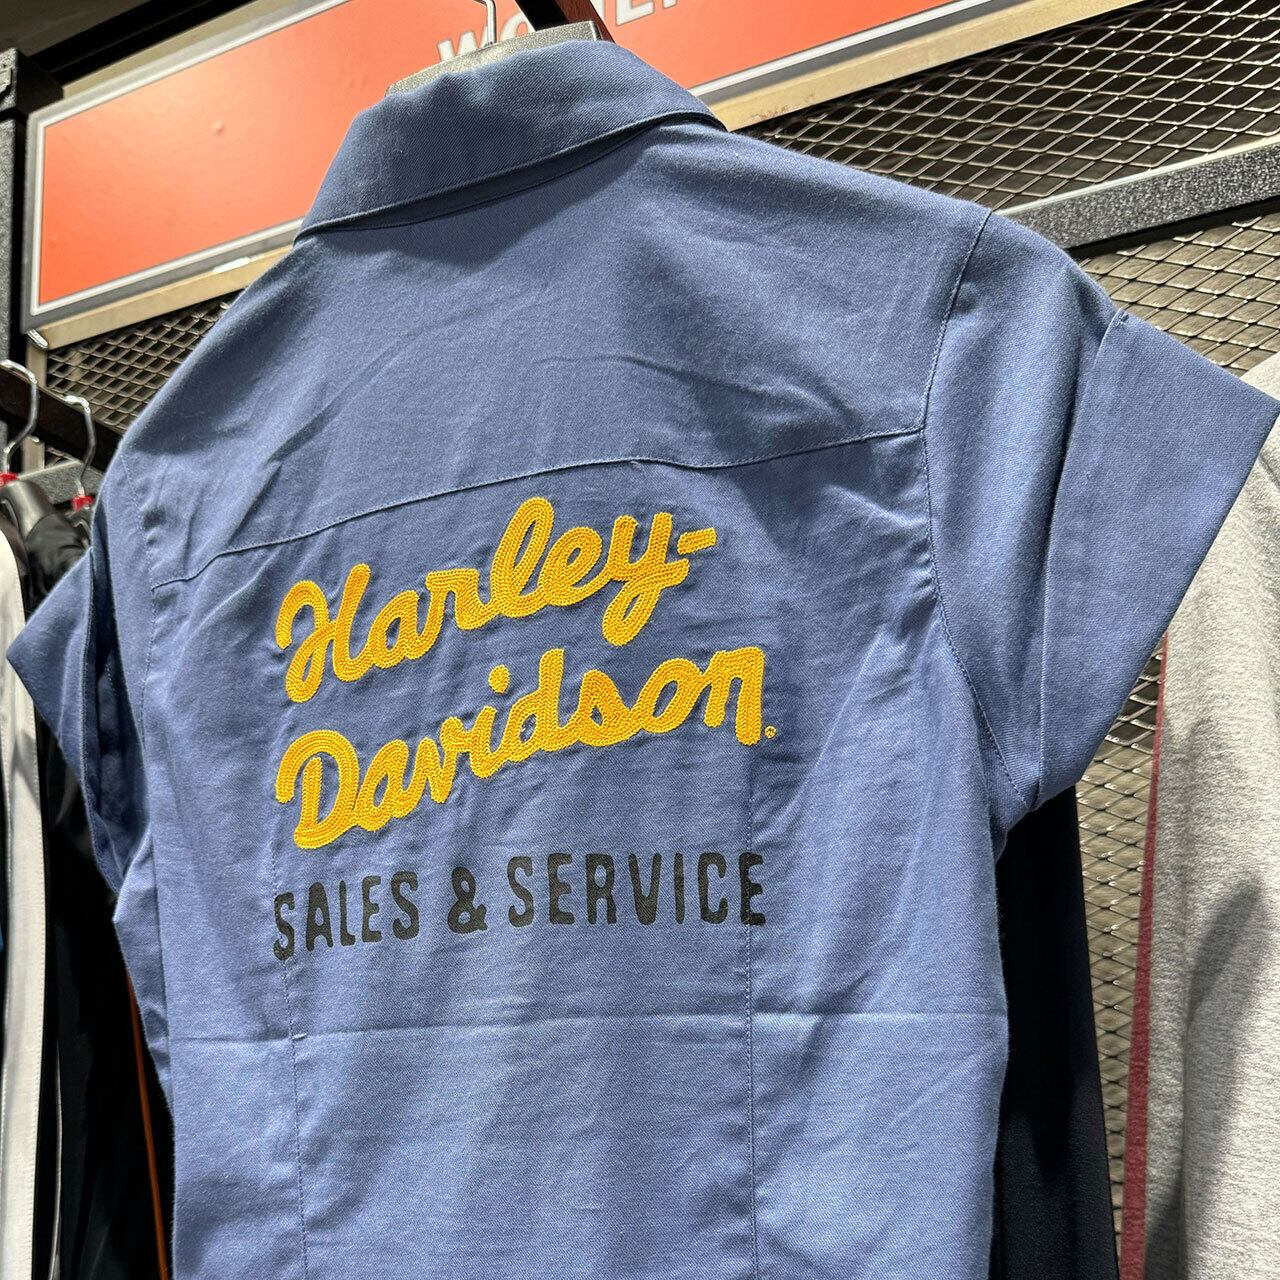 Harley-
Davidson®
SALES & SERVICE